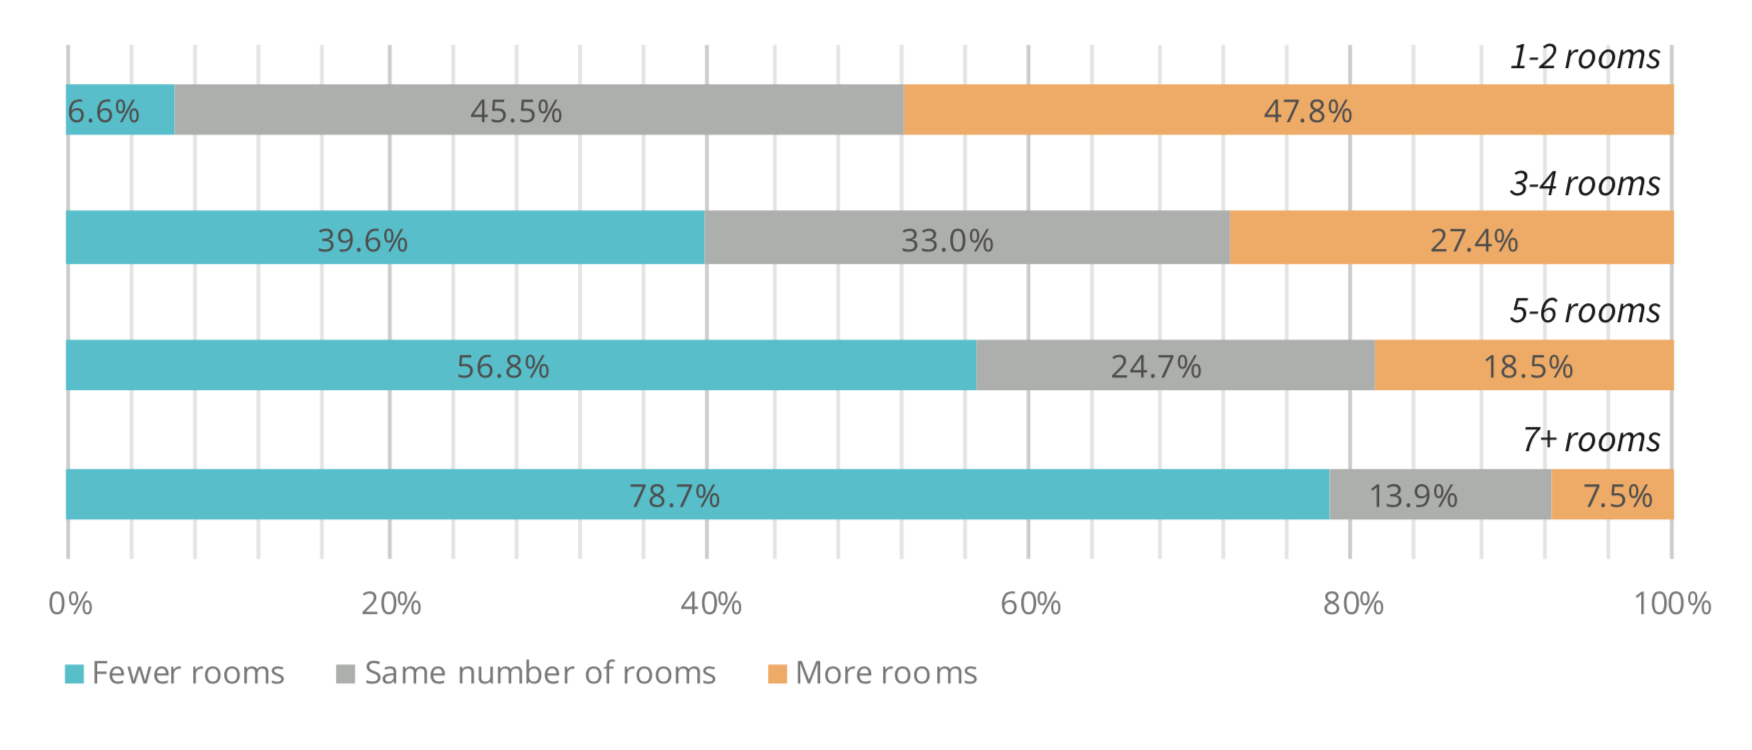 1-2 rooms
6.6% 45.5% 47.8%
3-4 rooms
39.6% 33.0% 27.4%
5-6 rooms
56.8% 24.7% 18.5%
7+ rooms
78.7% 13.9% 7.5%
0% 20% 40% 60% 80% 100%
Fewer rooms Same number of rooms More rooms